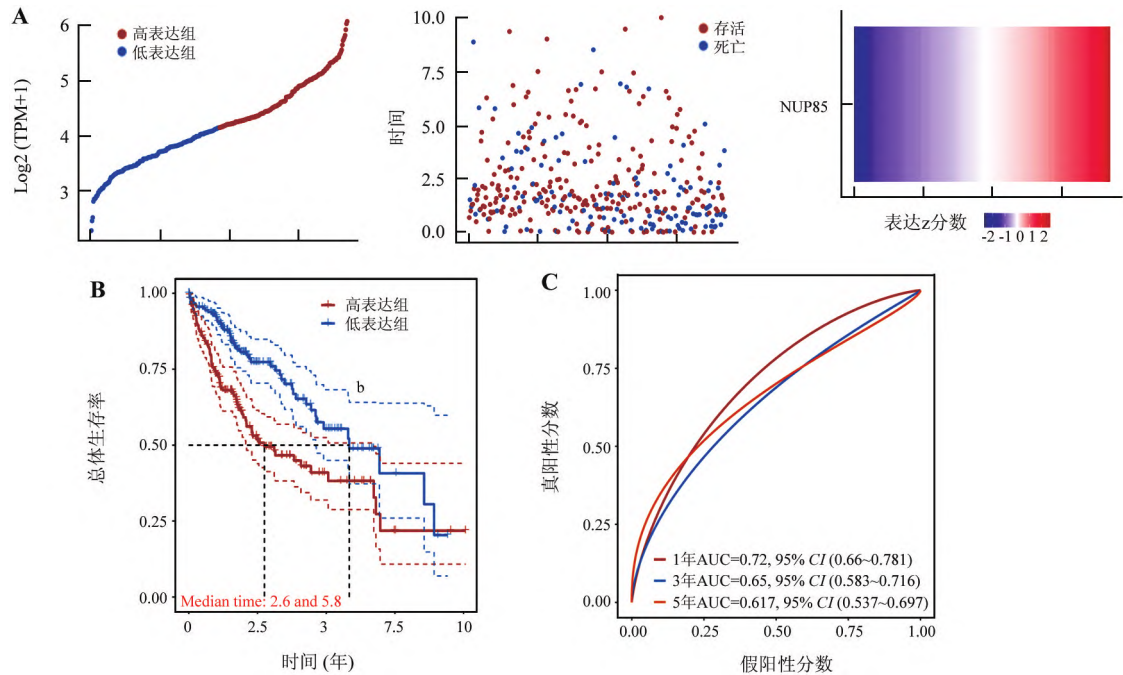 A
Log2 (TPM+1)
6
5
4
3
高表达组
低表达组
时间
10.0
7.5
5.0
2.5
0.0
存活
死亡
NUP85
表达z分数
-2 -1 0 1 2
B
总体生存率
1.00
0.75
0.50
0.25
0.00
高表达组
低表达组
b
Median time: 2.6 and 5.8
0 2.5 3 7.5 10
时间 (年)
C
真阳性分数
1.00
0.75
0.50
0.25
0.00
1年AUC=0.72, 95% CI (0.66~0.781)
3年AUC=0.65, 95% CI (0.583~0.716)
5年AUC=0.617, 95% CI (0.537~0.697)
0.00 0.25 0.50 0.75 1.00
假阳性分数